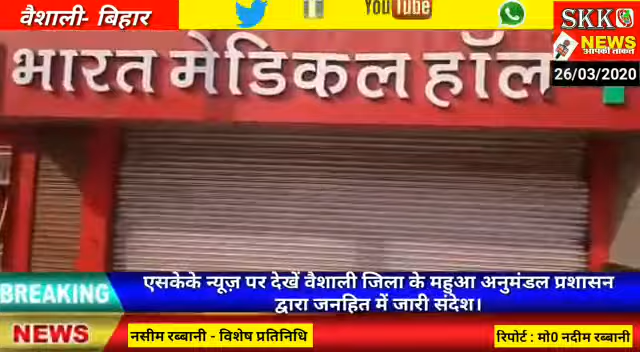 वैशाली- बिहार
YouTube
SKK
NEWS
आपकी ताकत
26/03/2020
भारत मेडिकल हॉल
एसकेके न्यूज़ पर देखें वैशाली जिला के महुआ अनुमंडल प्रशासन
द्वारा जनहित में जारी संदेश।
BREAKING
NEWS
नसीम रब्बानी - विशेष प्रतिनिधि
रिपोर्ट : मो0 नदीम रब्बानी